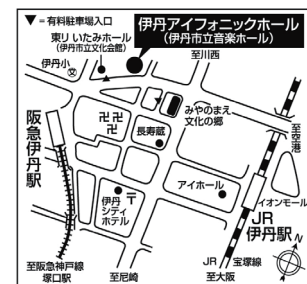 ▼＝有料駐車場入口
伊丹アイフォニックホール
(伊丹市立音楽ホール)
東リ いたみホール
(伊丹市立文化会館)
伊丹小
至川西
みやのまえ
文化の郷
至空港
卍卍
卍
長寿蔵
阪急伊丹駅
アイホール
伊丹
シティ
ホテル
〒
イオンモール
JR
伊丹駅
N
至阪急神戸線
塚口駅
至尼崎
JR 宝塚線
至大阪